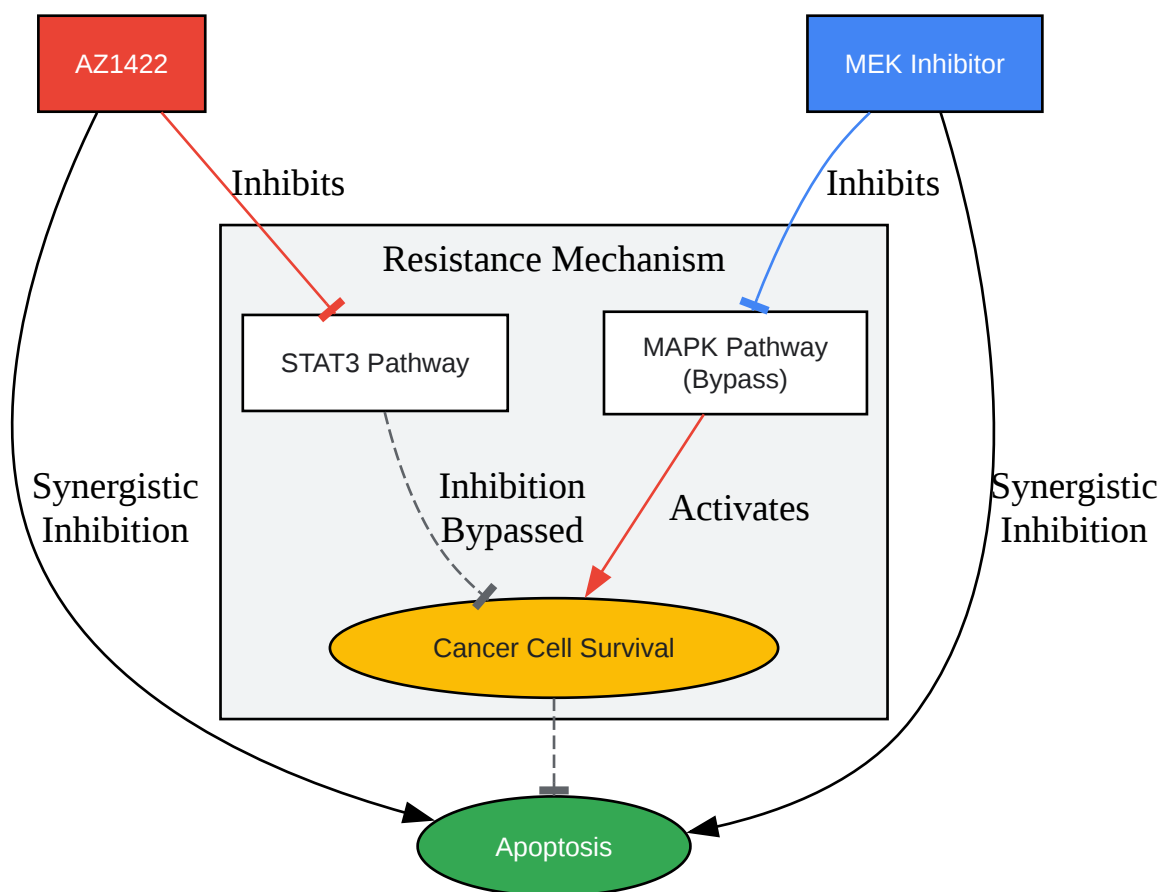 AZ1422
MEK Inhibitor
Inhibits
Inhibits
Resistance Mechanism
STAT3 Pathway
MAPK Pathway
(Bypass)
Synergistic
Inhibition
Inhibition
Bypassed
Activates
Synergistic
Inhibition
Cancer Cell Survival
Apoptosis